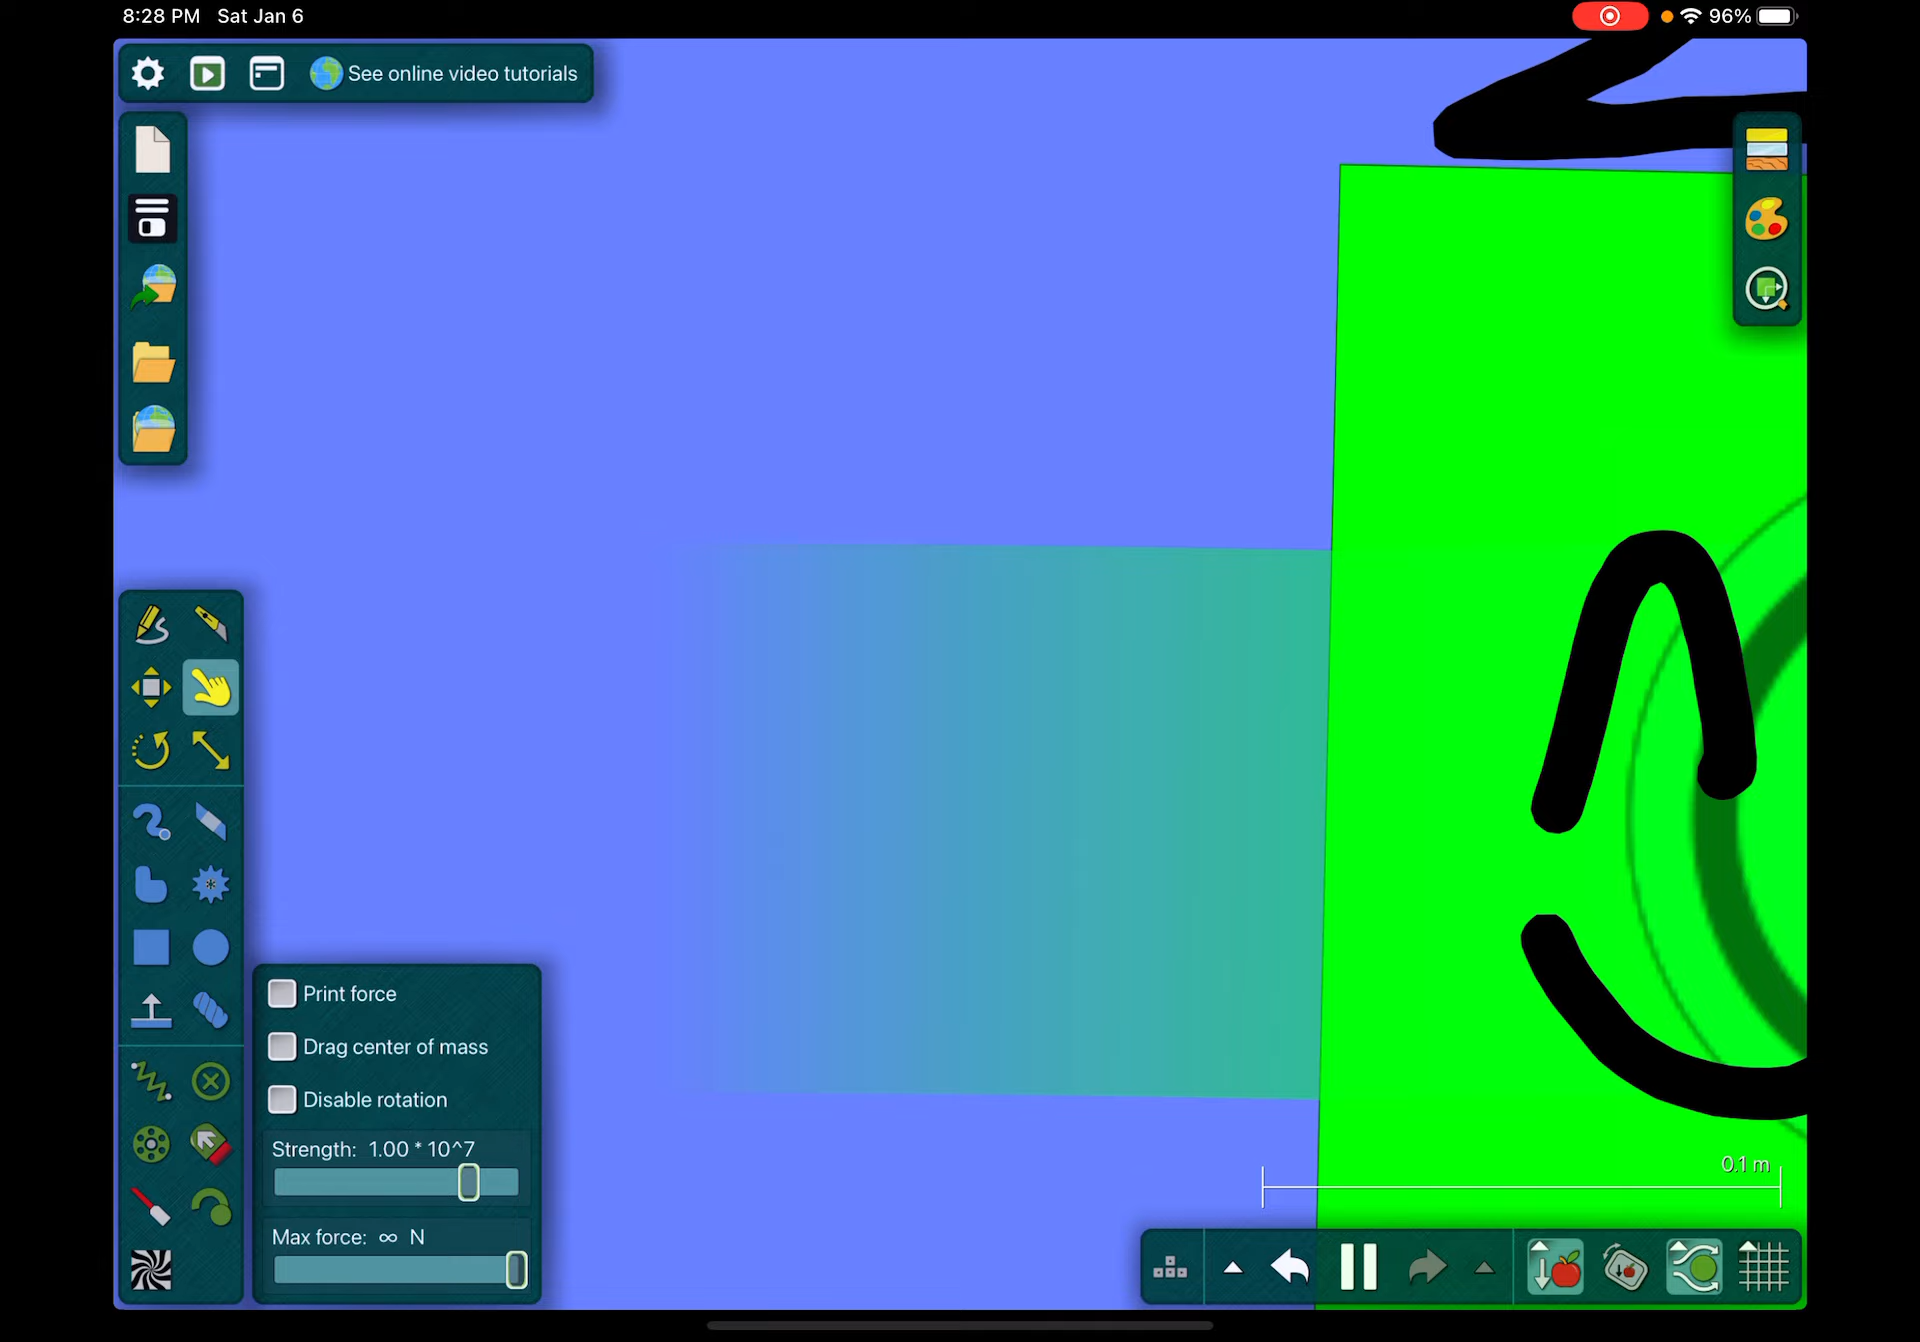 8:28 PM Sat Jan 6
96%
See online video tutorials
Print force
Drag center of mass
Disable rotation
Strength: 1.00 * 10^7
0.1 m
Max force: ∞ N